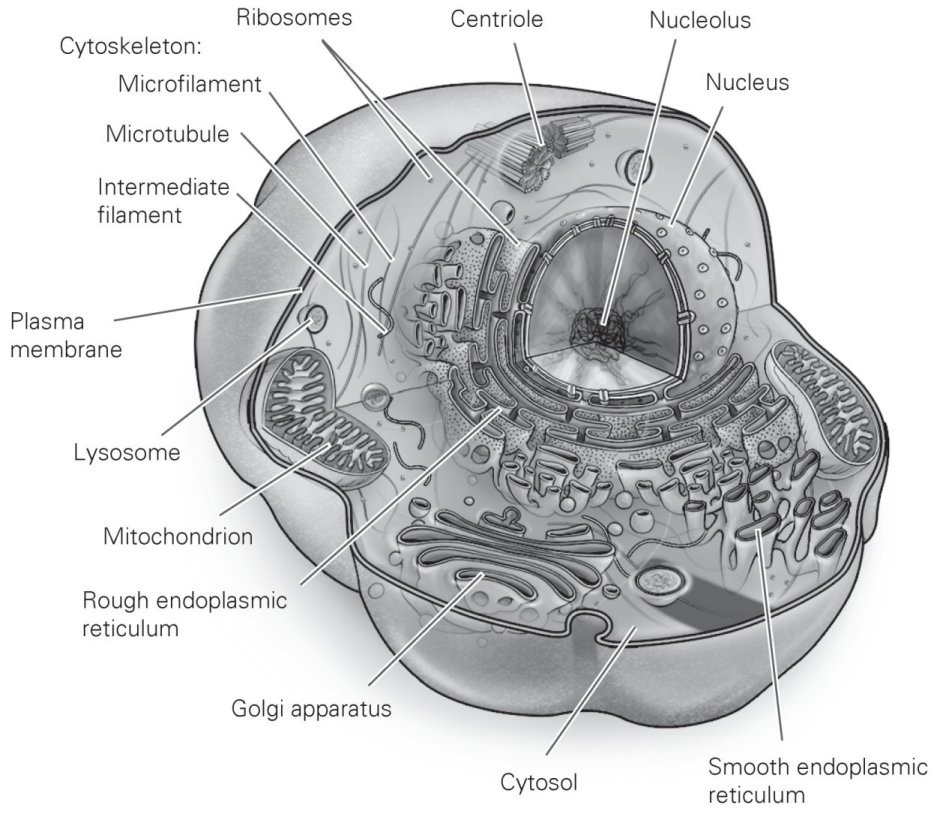 Ribosomes
Centriole
Nucleolus
Cytoskeleton:
Microfilament
Nucleus
Microtubule
Intermediate
filament
Plasma
membrane
Lysosome
Mitochondrion
Rough endoplasmic
reticulum
Golgi apparatus
Cytosol
Smooth endoplasmic
reticulum